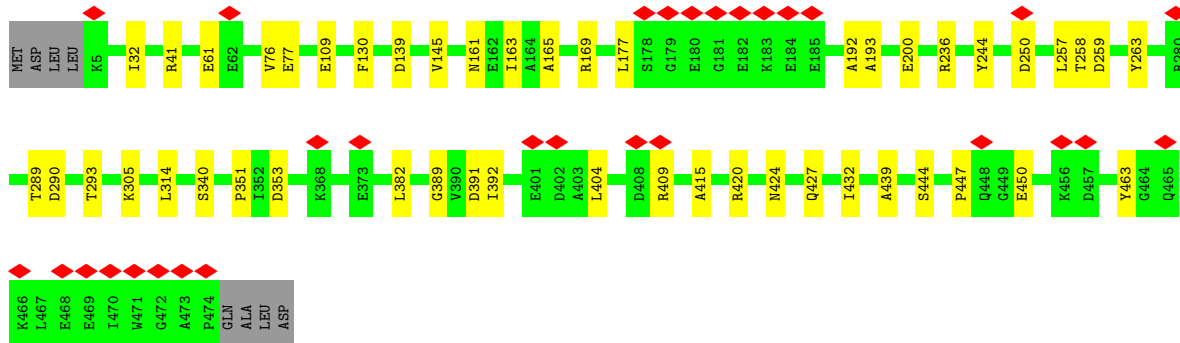 MET ASP LEU LEU K5 I32 R41 E61 E62 V76 E77 E109 F130 D139 V145 N161 E162 I163 A164 A165 R169 L177 S178 G179 E180 G181 E182 K183 E184 E185 A192 A193 E200 R236 Y244 D250 L257 T258 D259 Y263 R280
T289 D290 T293 K305 L314 S340 P351 I352 D353 K368 E373 L382 G389 V390 D391 I392 E401 D402 A403 L404 D408 R409 A415 R420 N424 Q427 I432 A439 S444 P447 Q448 G449 E450 K456 D457 Y463 G464 Q465
K466 L467 E468 E469 I470 W471 G472 A473 P474 GLN ALA LEU ASP